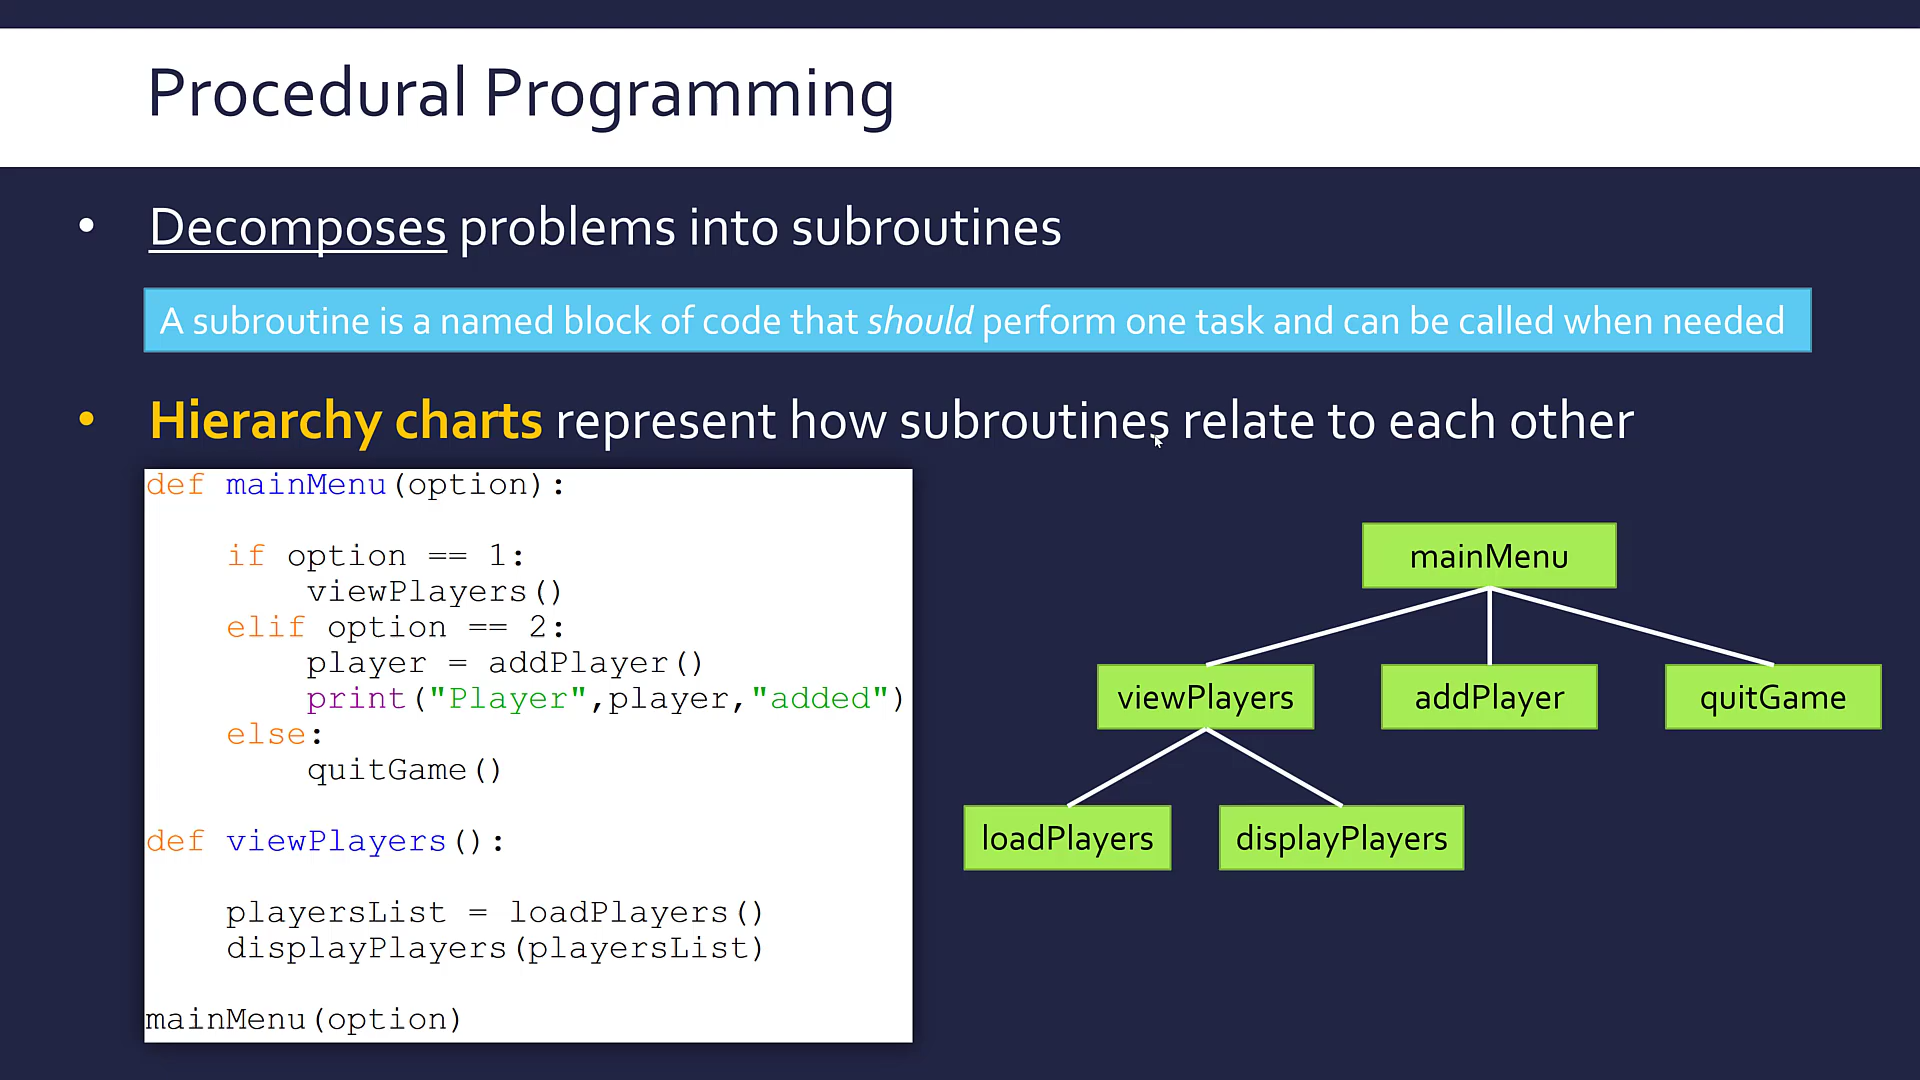 Procedural Programming
• Decomposes problems into subroutines
A subroutine is a named block of code that should perform one task and can be called when needed
• Hierarchy charts represent how subroutines relate to each other
def mainMenu(option):
if option == 1:
viewPlayers()
elif option == 2:
player = addPlayer()
print("Player",player,"added")
else:
quitGame()
def viewPlayers():
playersList = loadPlayers()
displayPlayers(playersList)
mainMenu(option)
mainMenu
viewPlayers addPlayer quitGame
loadPlayers displayPlayers